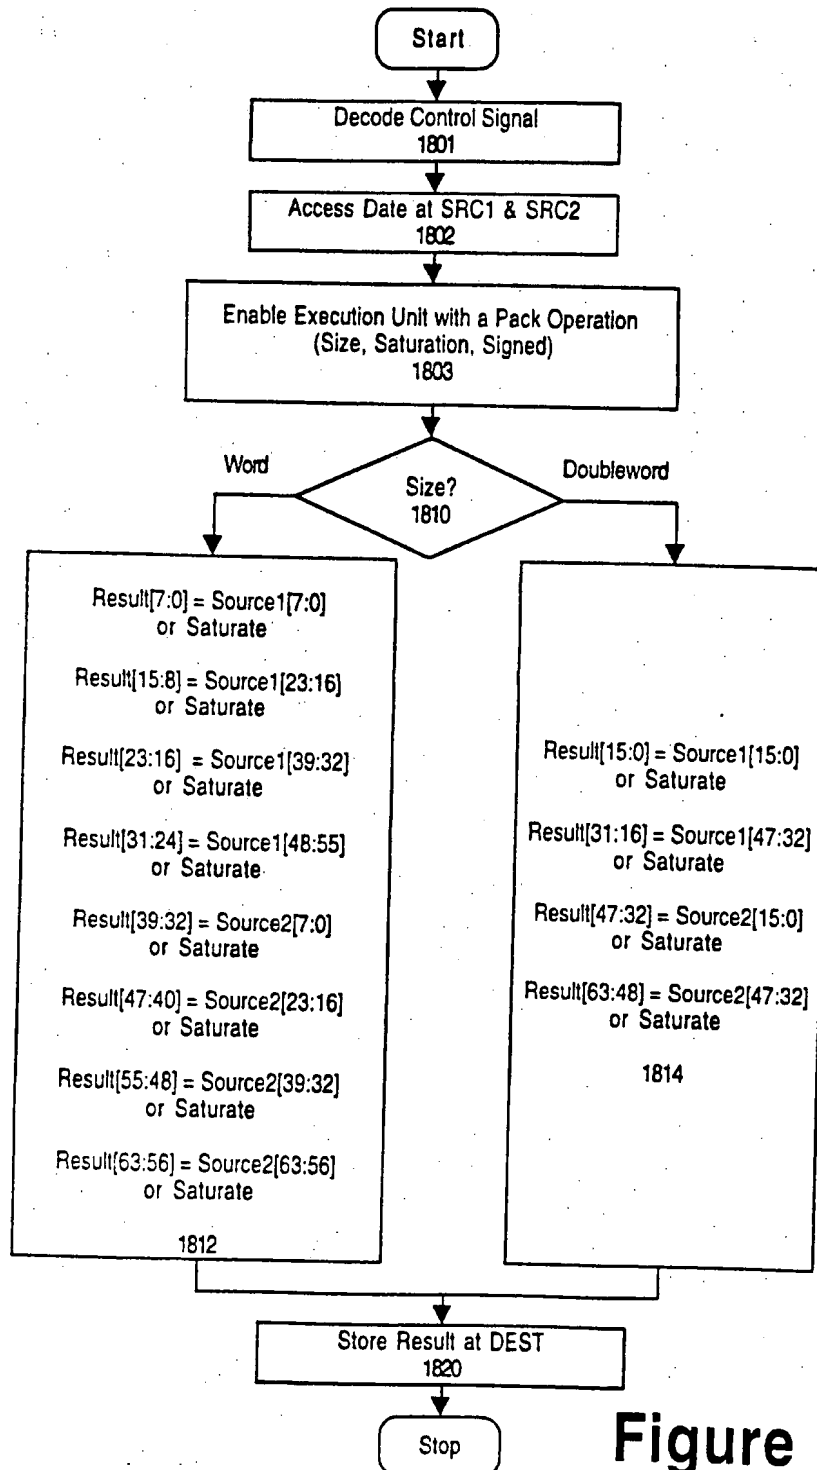 Start
Decode Control Signal
1801
Access Date at SRC1 & SRC2
1802
Enable Execution Unit with a Pack Operation
(Size, Saturation, Signed)
1803
Word
Size?
1810
Doubleword
Result[7:0] = Source1[7:0]
or Saturate
Result[15:8] = Source1[23:16]
or Saturate
Result[23:16] = Source1[39:32]
or Saturate
Result[31:24] = Source1[48:55]
or Saturate
Result[39:32] = Source2[7:0]
or Saturate
Result[47:40] = Source2[23:16]
or Saturate
Result[55:48] = Source2[39:32]
or Saturate
Result[63:56] = Source2[63:56]
or Saturate
1812
Result[15:0] = Source1[15:0]
or Saturate
Result[31:16] = Source1[47:32]
or Saturate
Result[47:32] = Source2[15:0]
or Saturate
Result[63:48] = Source2[47:32]
or Saturate
1814
Store Result at DEST
1820
Stop
Figure